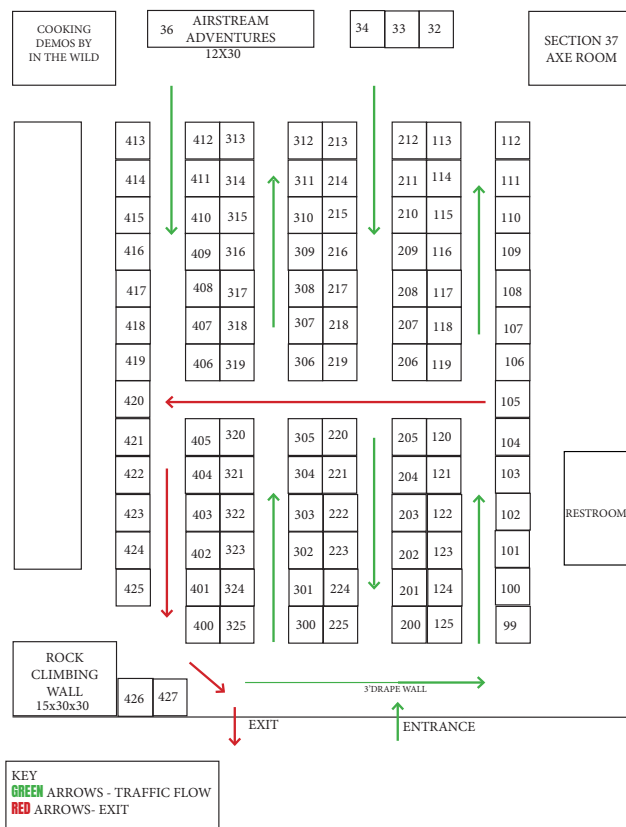 COOKING
DEMOS BY
IN THE WILD
36 AIRSTREAM
ADVENTURES
12X30
34 33 32
SECTION 37
AXE ROOM
413 412 313 312 213 212 113 112
414 411 314 311 214 211 114 111
415 410 315 310 215 210 115 110
416 409 316 309 216 209 116 109
417 408 317 308 217 208 117 108
418 407 318 307 218 207 118 107
419 406 319 306 219 206 119 106
420 105
421 405 320 305 220 205 120 104
422 404 321 304 221 204 121 103
423 403 322 303 222 203 122 102
424 402 323 302 223 202 123 101
425 401 324 301 224 201 124 100
400 325 300 225 200 125 99
RESTROOM
ROCK
CLIMBING
WALL
15x30x30
426 427
3'DRAPE WALL
EXIT
ENTRANCE
KEY
GREEN ARROWS - TRAFFIC FLOW
RED ARROWS- EXIT